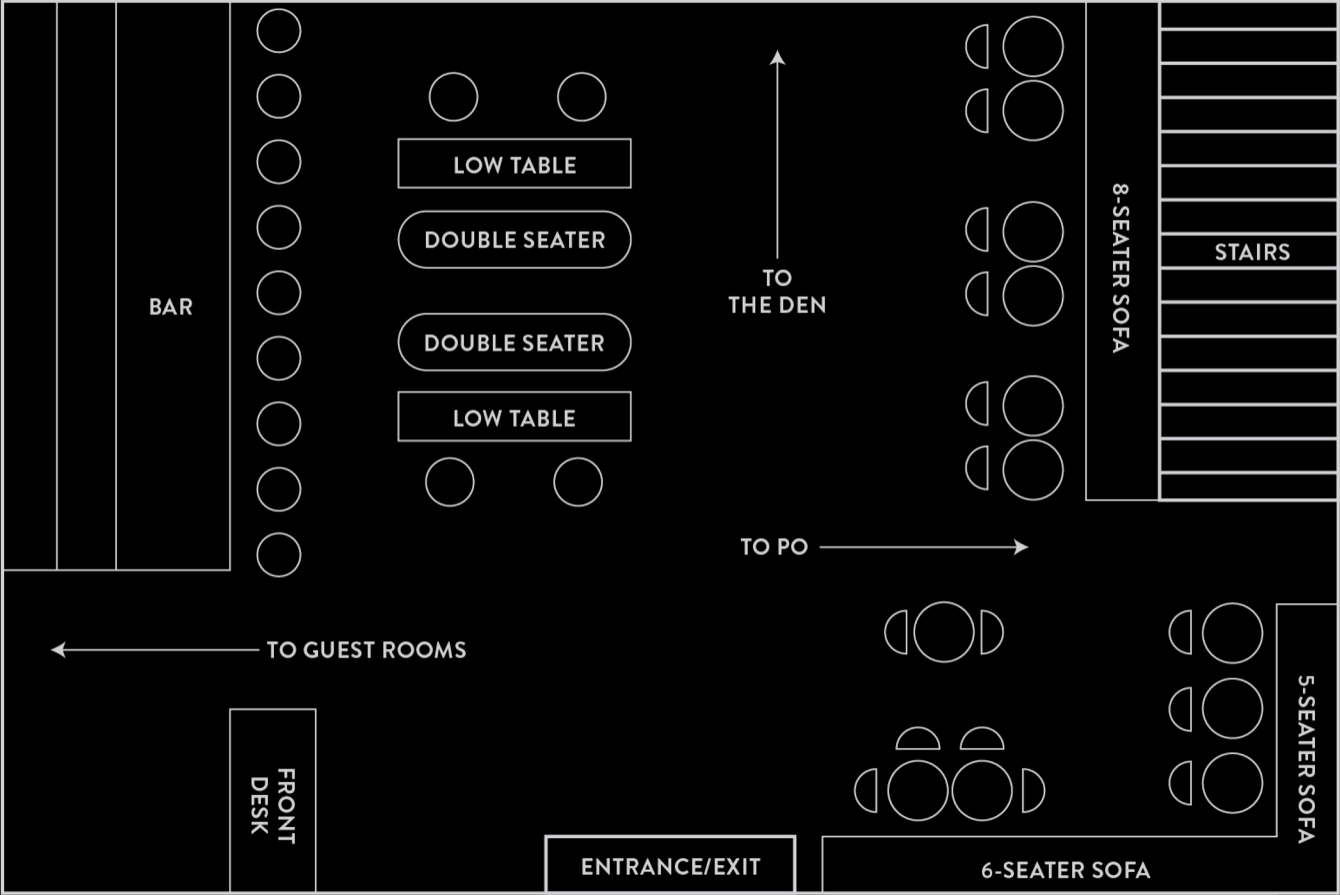 LOW TABLE
DOUBLE SEATER
BAR
DOUBLE SEATER
LOW TABLE
TO
THE DEN
8-SEATER SOFA
STAIRS
TO PO
TO GUEST ROOMS
FRONT
DESK
ENTRANCE/EXIT
6-SEATER SOFA
5-SEATER SOFA